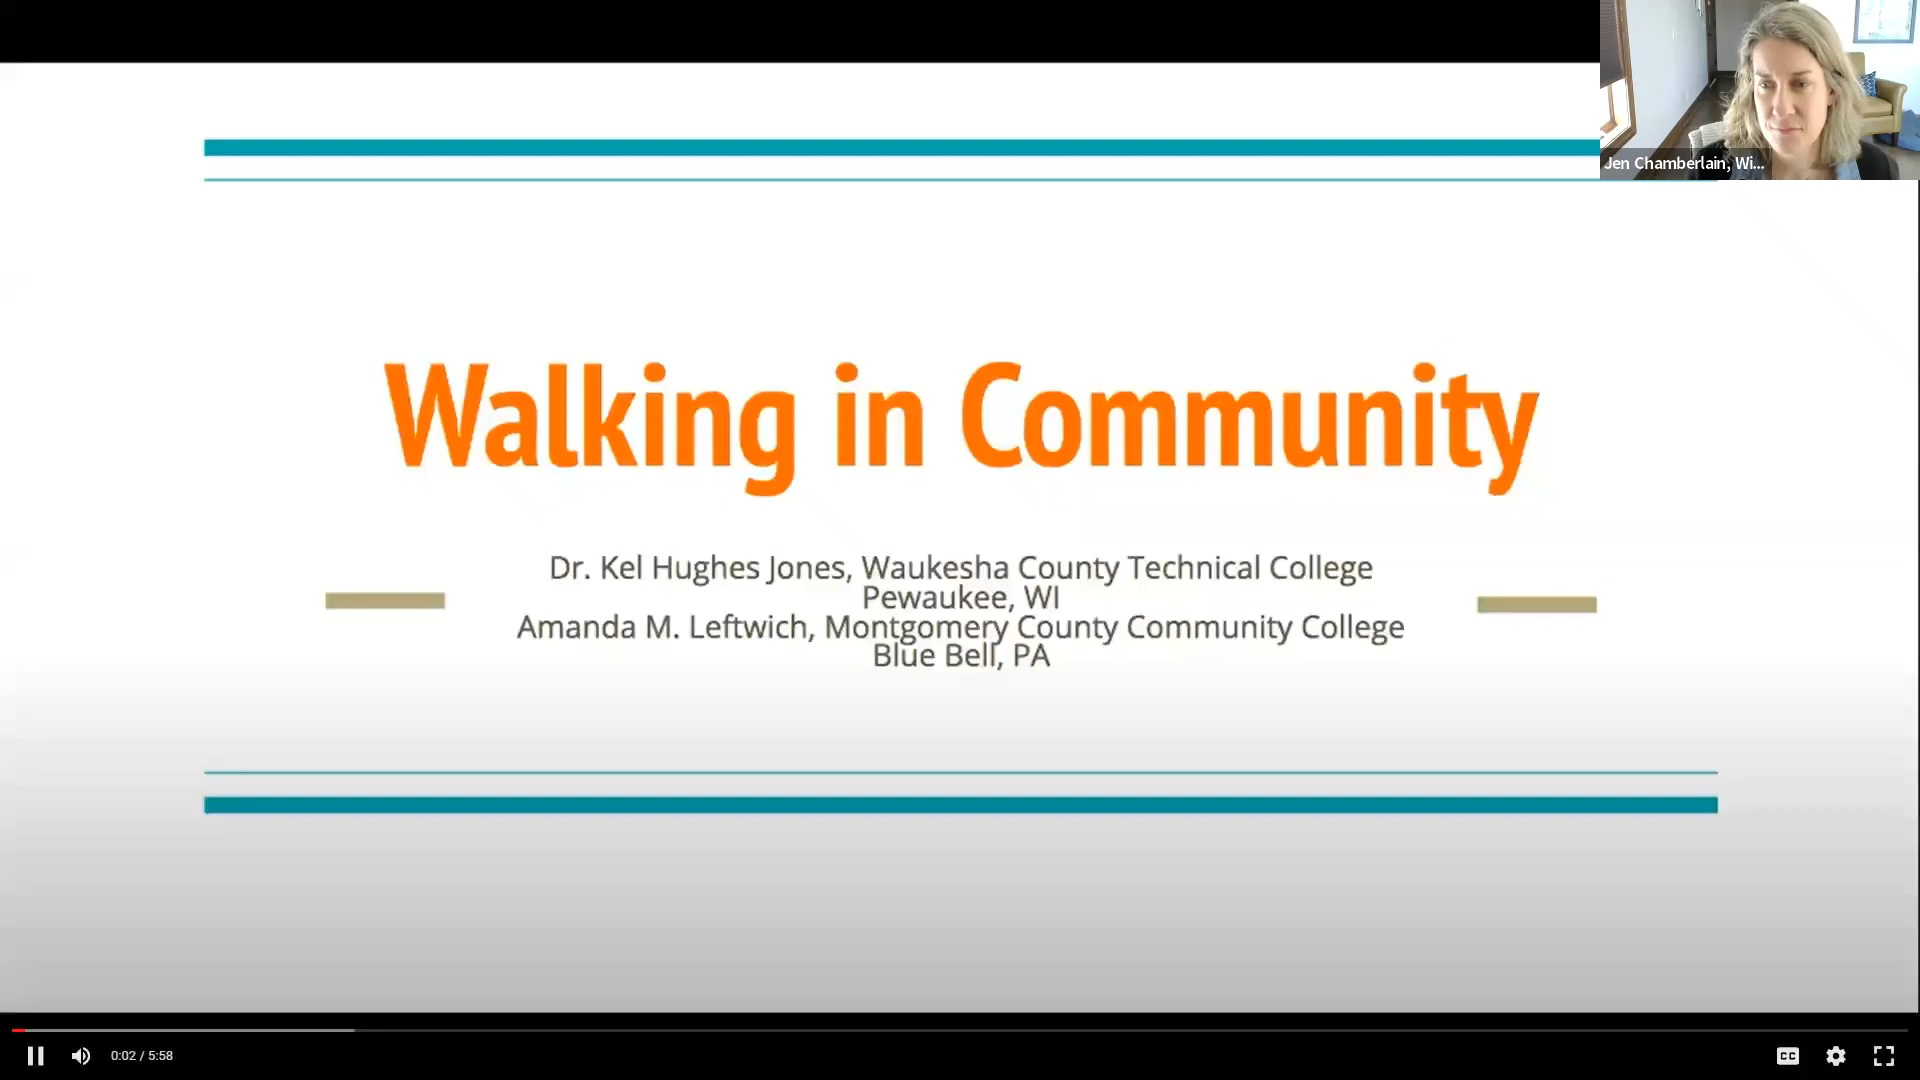 Jen Chamberlain, Wi...
Walking in Community
Dr. Kel Hughes Jones, Waukesha County Technical College
Pewaukee, WI
Amanda M. Leftwich, Montgomery County Community College
Blue Bell, PA
0:02 / 5:58
CC